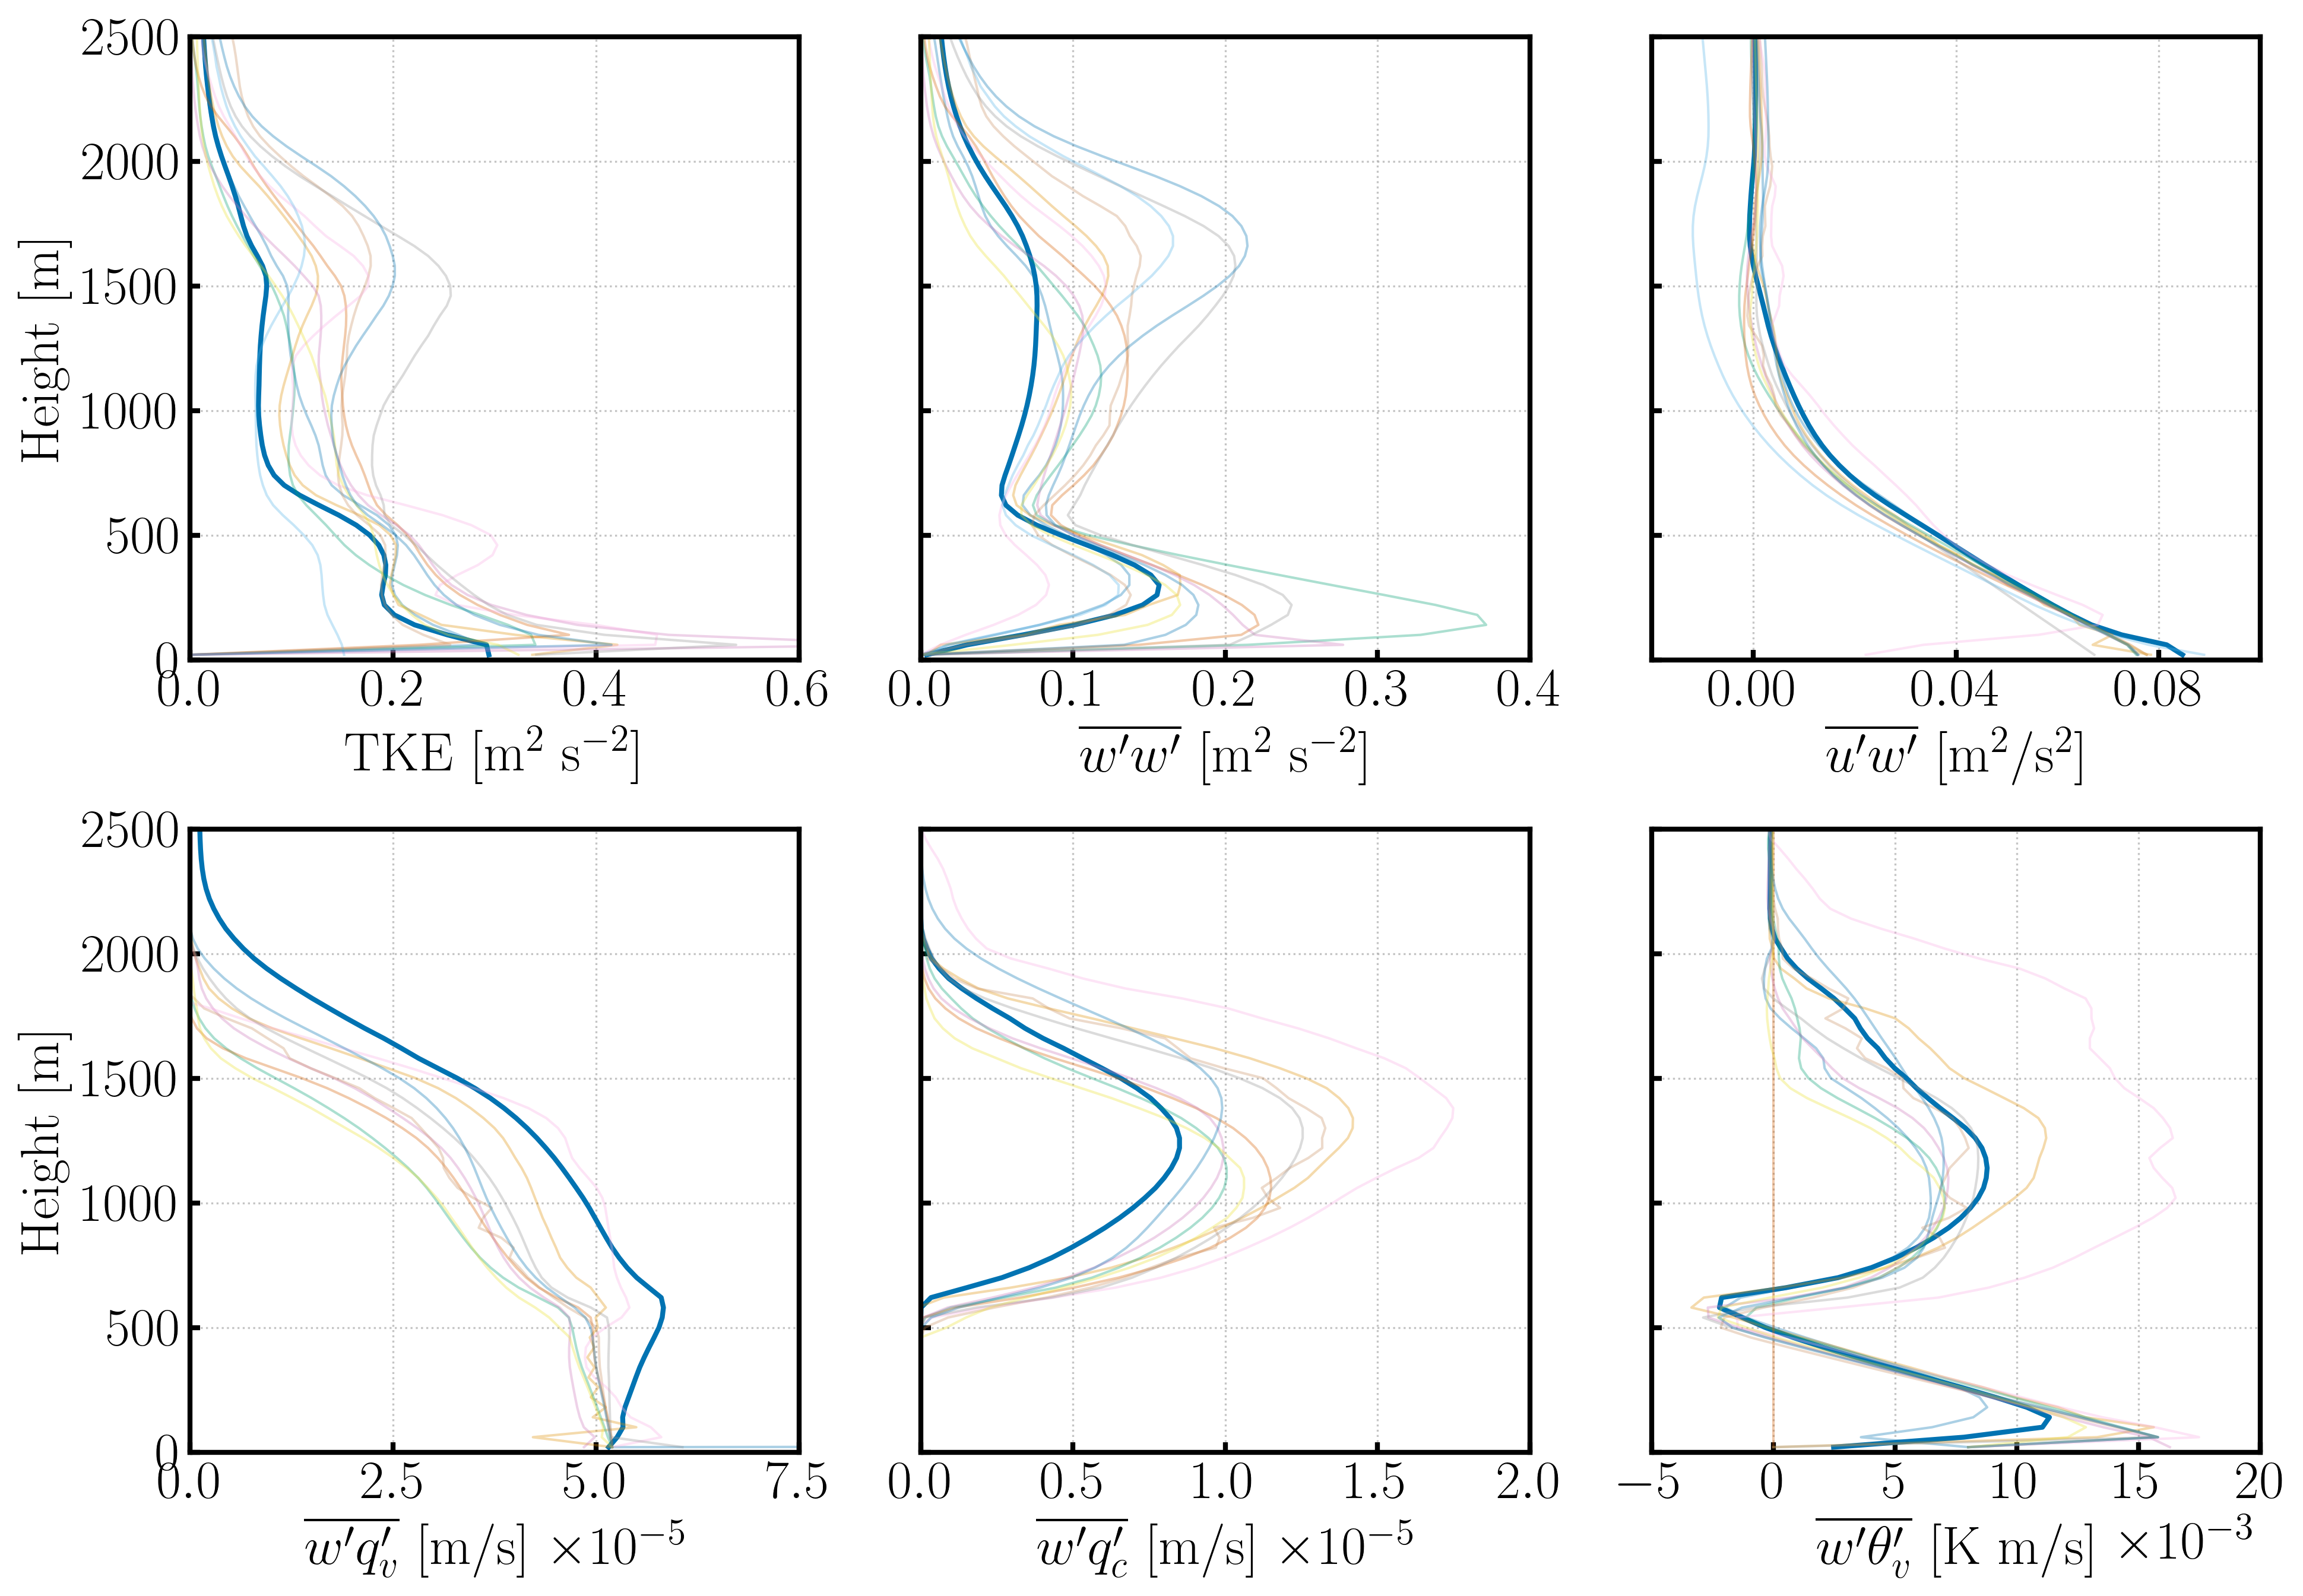 2500
2000
1500
1000
500
0
Height [m]
0.0 0.2 0.4 0.6
TKE [m² s⁻²]
0.0 0.1 0.2 0.3 0.4
w′w′ [m² s⁻²]
0.00 0.04 0.08
u′w′ [m²/s²]
2500
2000
1500
1000
500
0
Height [m]
0.0 2.5 5.0 7.5
w′q′ᵥ [m/s] ×10⁻⁵
0.0 0.5 1.0 1.5 2.0
w′q′c [m/s] ×10⁻⁵
−5 0 5 10 15 20
w′θ′ᵥ [K m/s] ×10⁻³